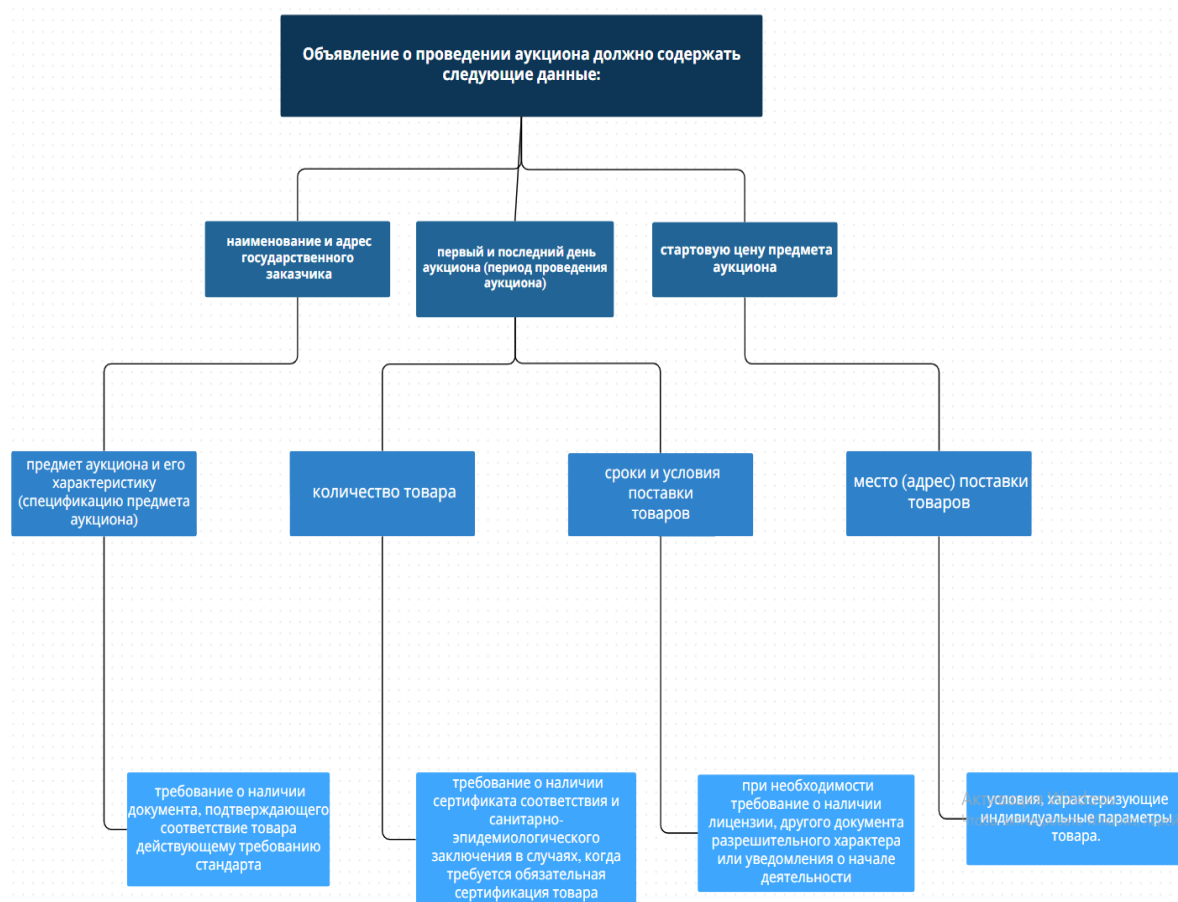 Объявление о проведении аукциона должно содержать
следующие данные:
наименование и адрес
государственного
заказчика
первый и последний день
аукциона (период проведения
аукциона)
стартовую цену предмета
аукциона
предмет аукциона и его
характеристику
(спецификацию предмета
аукциона)
количество товара
сроки и условия
поставки
товаров
место (адрес) поставки
товаров
требование о наличии
документа, подтверждающего
соответствие товара
действующему требованию
стандарта
требование о наличии
сертификата соответствия и
санитарно-
эпидемиологического
заключения в случаях, когда
требуется обязательная
сертификация товара
при необходимости
требование о наличии
лицензии, другого документа
разрешительного характера
или уведомления о начале
деятельности
условия, характеризующие
индивидуальные параметры
товара.